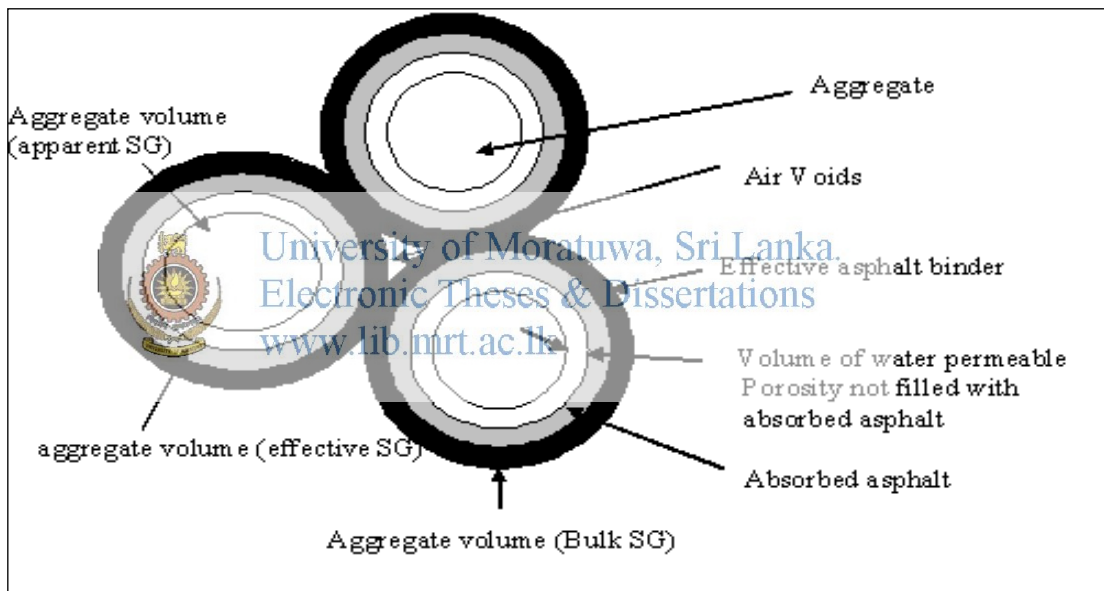 Aggregate
Aggregate volume
(apparent SG)
Air Voids
University of Moratuwa, Sri Lanka.
Electronic Theses & Dissertations
www.lib.mrt.ac.lk
Effective asphalt binder
Volume of water permeable
Porosity not filled with
absorbed asphalt
aggregate volume (effective SG)
Absorbed asphalt
Aggregate volume (Bulk SG)